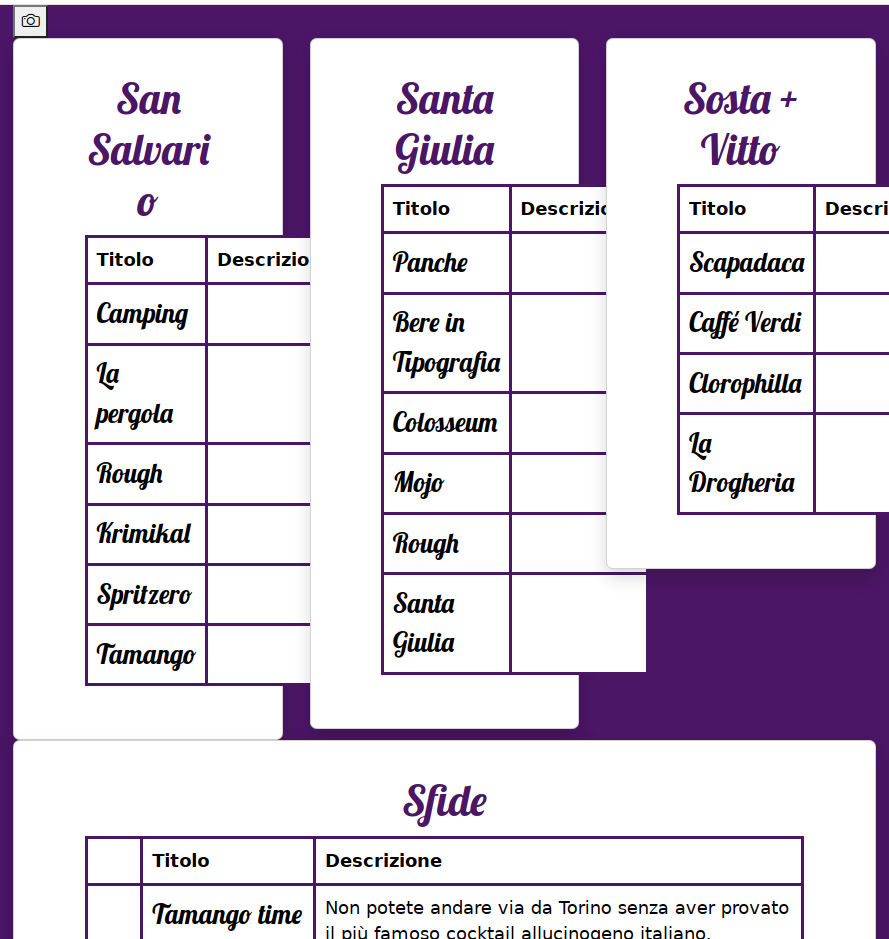 San
Salvari
o
Titolo Descrizio
Camping
La
pergola
Rough
Krimikal
Spritzero
Tamango
Santa
Giulia
Titolo Descrizio
Panche
Bere in
Tipografia
Colosseum
Mojo
Rough
Santa
Giulia
Sosta +
Vitto
Titolo Descri
Scapadaca
Caffé Verdi
Clorophilla
La
Drogheria
Sfide
Titolo Descrizione
Tamango time
Non potete andare via da Torino senza aver provato
il più famoso cocktail allucinogeno italiano.